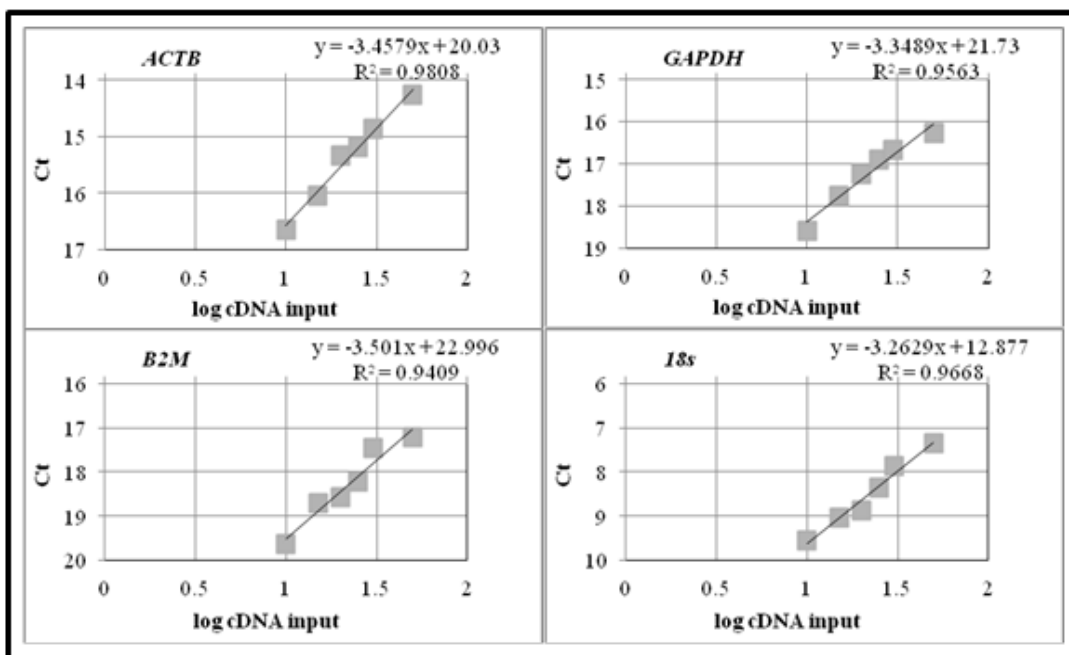 ACTB
y = -3.4579x + 20.03
R² = 0.9808
14
15
16
17
Ct
0 0.5 1 1.5 2
log cDNA input
GAPDH
y = -3.3489x + 21.73
R² = 0.9563
15
16
17
18
19
Ct
0 0.5 1 1.5 2
log cDNA input
B2M
y = -3.501x + 22.996
R² = 0.9409
16
17
18
19
20
Ct
0 0.5 1 1.5 2
log cDNA input
18s
y = -3.2629x + 12.877
R² = 0.9668
6
7
8
9
10
Ct
0 0.5 1 1.5 2
log cDNA input